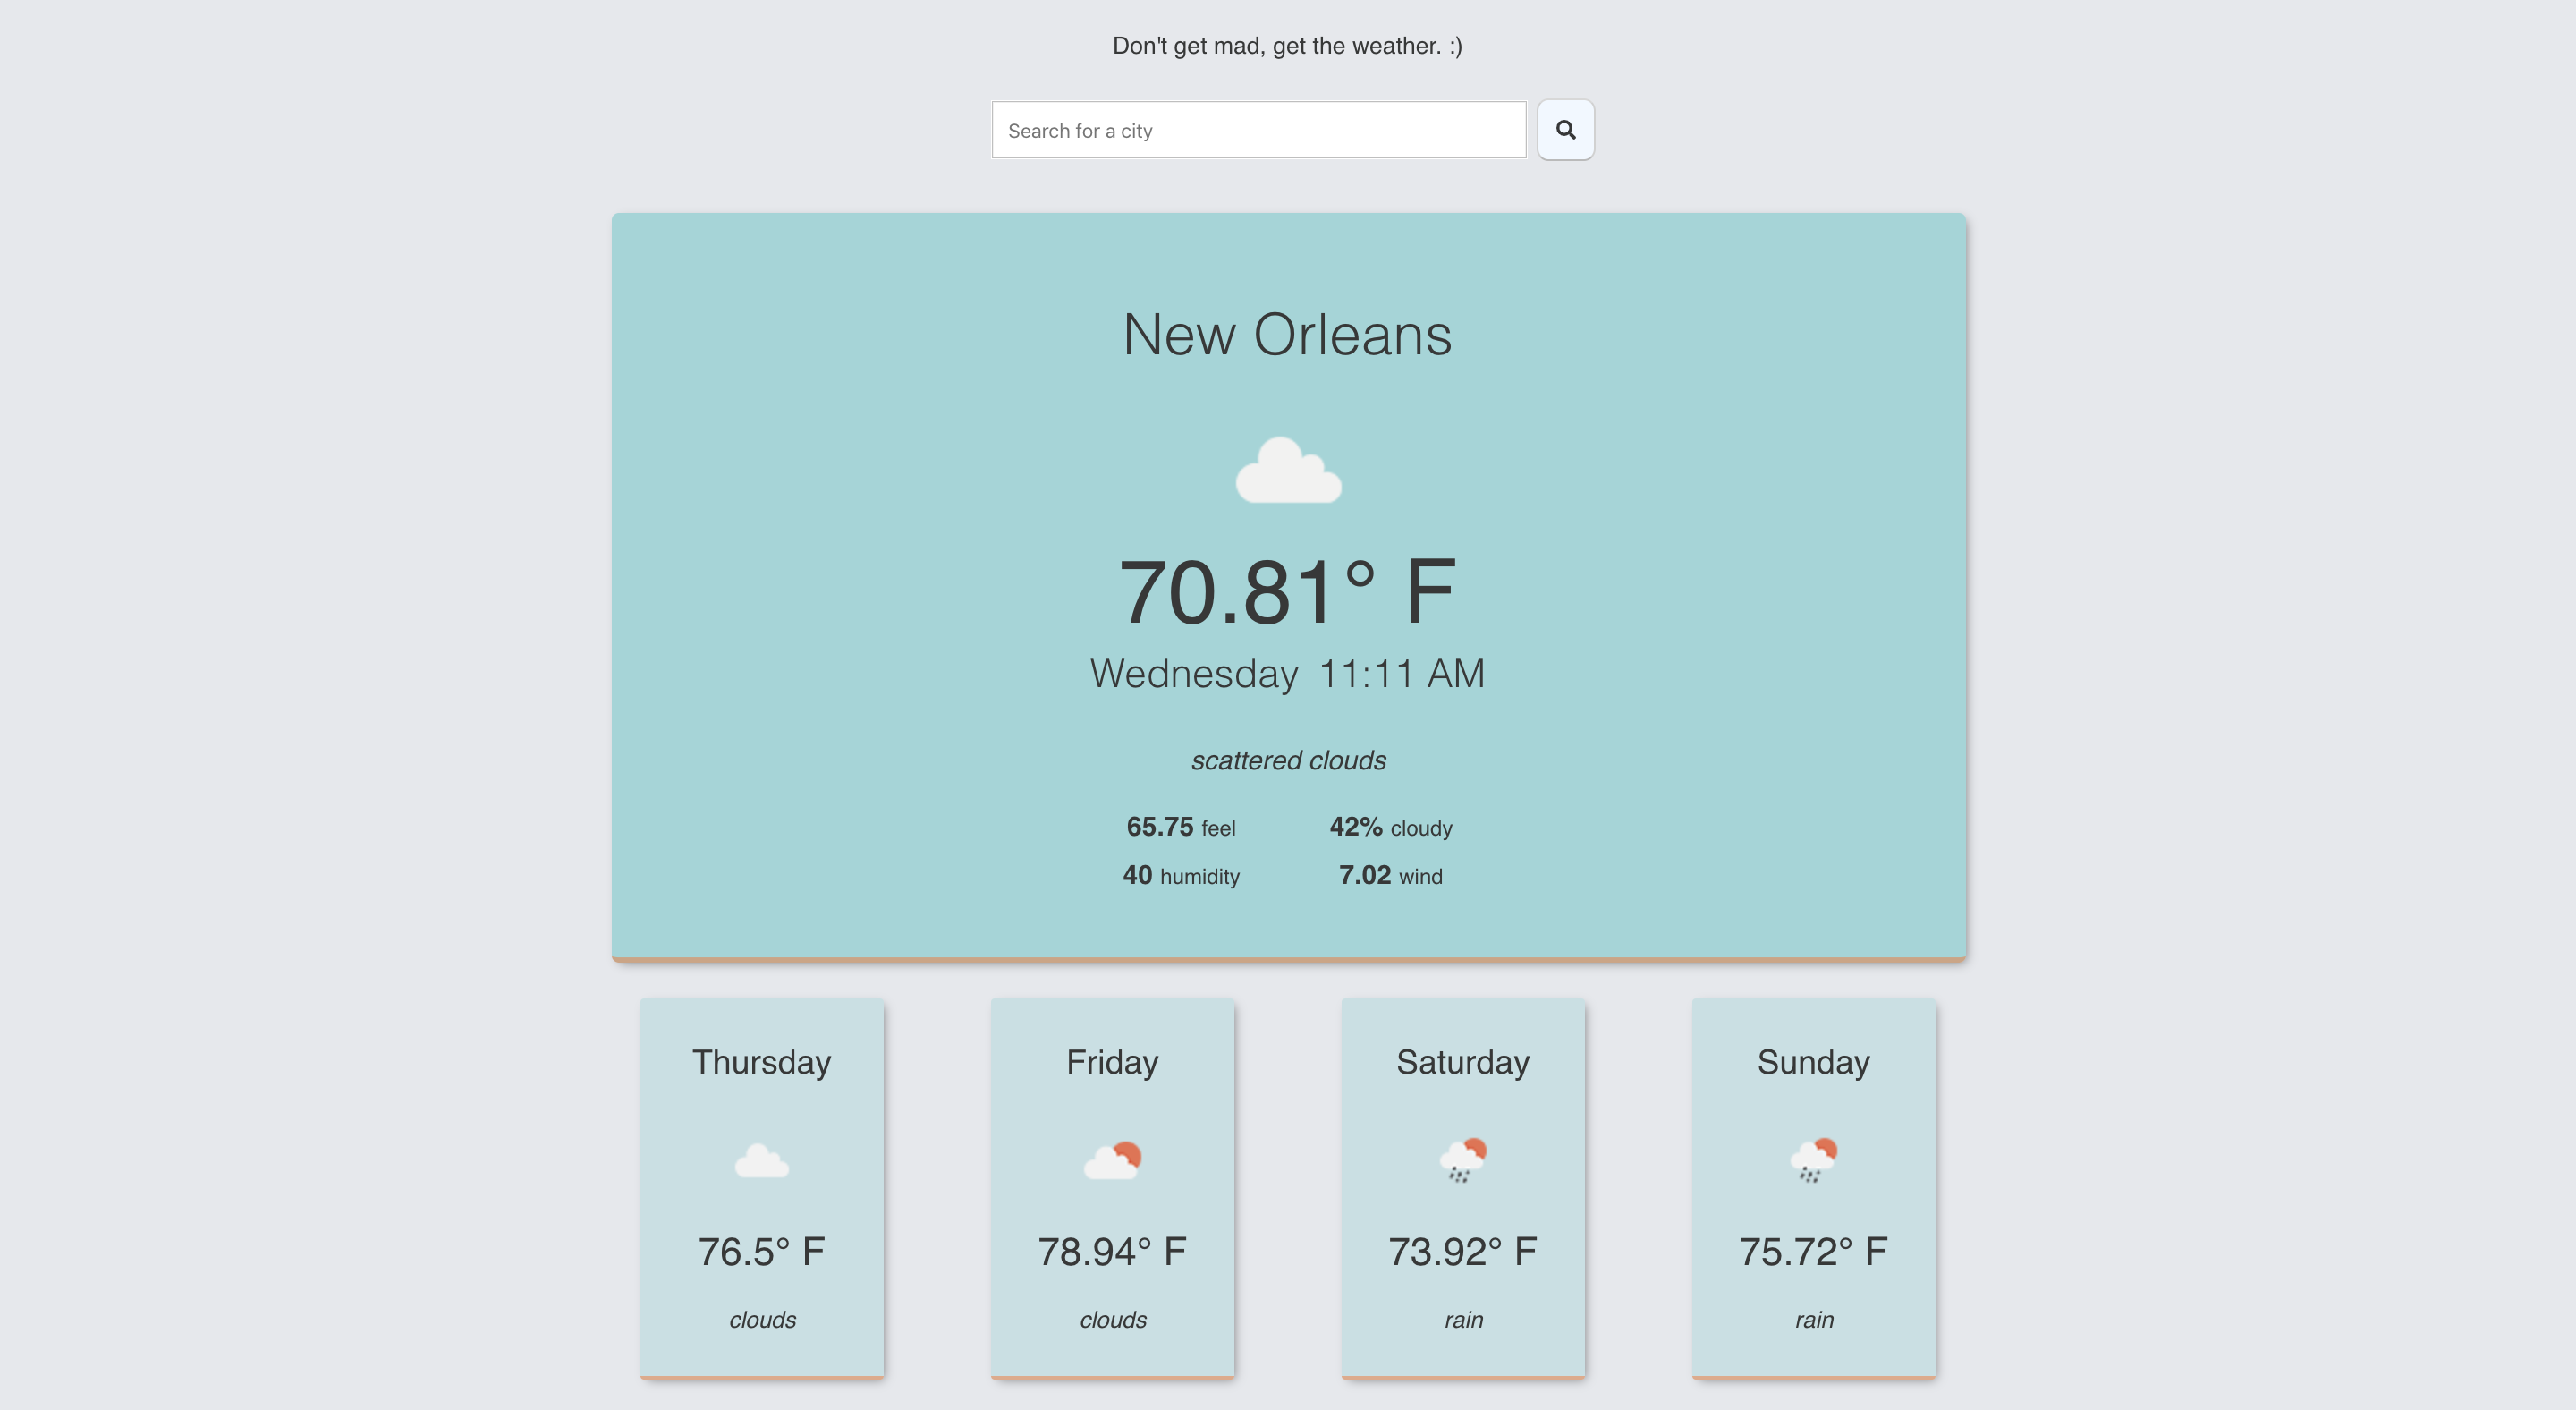 Don't get mad, get the weather. :)
Search for a city
New Orleans
70.81° F
Wednesday 11:11 AM
scattered clouds
65.75 feel 42% cloudy
40 humidity 7.02 wind
Thursday Friday Saturday Sunday
76.5° F 78.94° F 73.92° F 75.72° F
clouds clouds rain rain